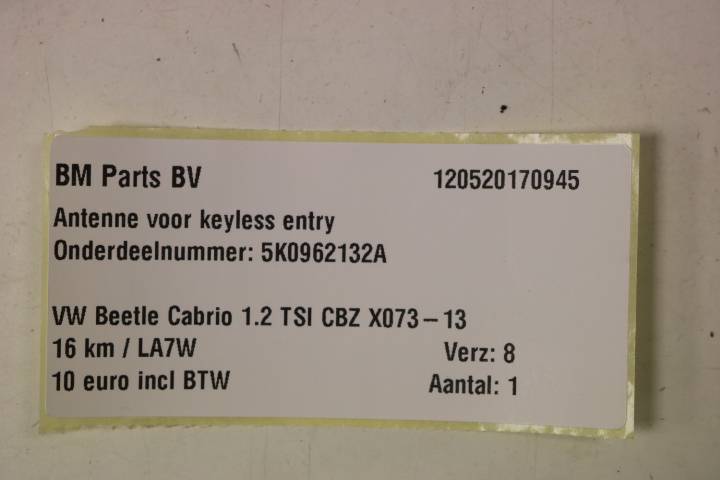 BM Parts BV 120520170945
Antenne voor keyless entry
Onderdeelnummer: 5K0962132A
VW Beetle Cabrio 1.2 TSI CBZ X073-13
16 km / LA7W Verz: 8
10 euro incl BTW Aantal: 1